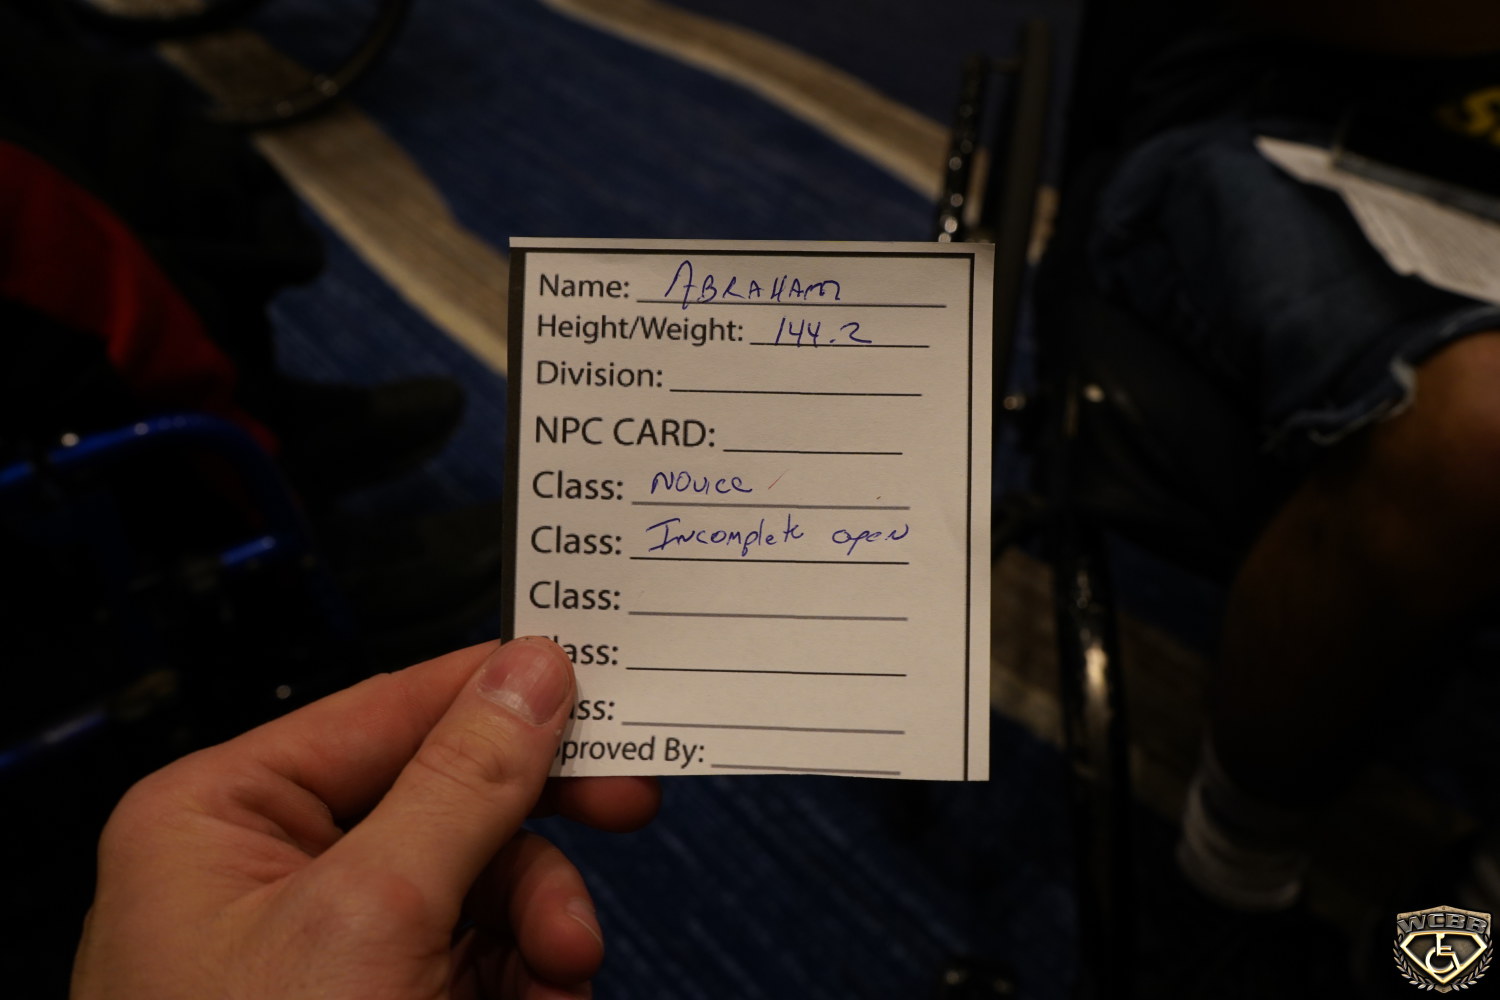 Name: ABRAHAM
Height/Weight: 144.2
Division:
NPC CARD:
Class: Novice
Class: Incomplete open
Class:
lass:
ss:
proved By:
WCBB